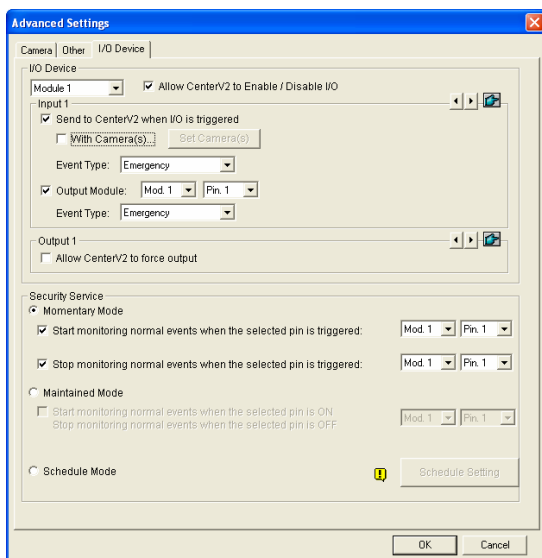 Advanced Settings
Camera Other I/O Device
I/O Device
Module 1 Allow CenterV2 to Enable / Disable I/O
Input 1
Send to CenterV2 when I/O is triggered
With Camera(s)... Set Camera(s)
Event Type: Emergency
Output Module: Mod. 1 Pin. 1
Event Type: Emergency
Output 1
Allow CenterV2 to force output
Security Service
Momentary Mode
Start monitoring normal events when the selected pin is triggered: Mod. 1 Pin. 1
Stop monitoring normal events when the selected pin is triggered: Mod. 1 Pin. 1
Maintained Mode
Start monitoring normal events when the selected pin is ON
Stop monitoring normal events when the selected pin is OFF
Mod. 1 Pin. 1
Schedule Mode Schedule Setting
OK Cancel